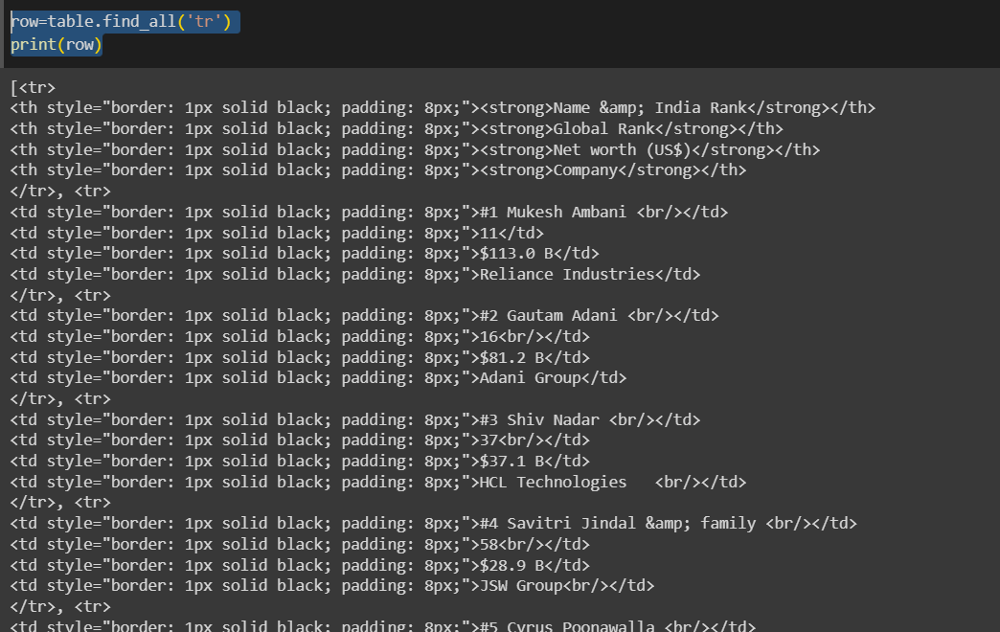 row=table.find_all('tr')
print(row)
[<tr>
<th style="border: 1px solid black; padding: 8px;"><strong>Name &amp; India Rank</strong></th>
<th style="border: 1px solid black; padding: 8px;"><strong>Global Rank</strong></th>
<th style="border: 1px solid black; padding: 8px;"><strong>Net worth (US$)</strong></th>
<th style="border: 1px solid black; padding: 8px;"><strong>Company</strong></th>
</tr>, <tr>
<td style="border: 1px solid black; padding: 8px;">#1 Mukesh Ambani <br/></td>
<td style="border: 1px solid black; padding: 8px;">11</td>
<td style="border: 1px solid black; padding: 8px;">$113.0 B</td>
<td style="border: 1px solid black; padding: 8px;">Reliance Industries</td>
</tr>, <tr>
<td style="border: 1px solid black; padding: 8px;">#2 Gautam Adani <br/></td>
<td style="border: 1px solid black; padding: 8px;">16<br/></td>
<td style="border: 1px solid black; padding: 8px;">$81.2 B</td>
<td style="border: 1px solid black; padding: 8px;">Adani Group</td>
</tr>, <tr>
<td style="border: 1px solid black; padding: 8px;">#3 Shiv Nadar <br/></td>
<td style="border: 1px solid black; padding: 8px;">37<br/></td>
<td style="border: 1px solid black; padding: 8px;">$37.1 B</td>
<td style="border: 1px solid black; padding: 8px;">HCL Technologies   <br/></td>
</tr>, <tr>
<td style="border: 1px solid black; padding: 8px;">#4 Savitri Jindal &amp; family <br/></td>
<td style="border: 1px solid black; padding: 8px;">58<br/></td>
<td style="border: 1px solid black; padding: 8px;">$28.9 B</td>
<td style="border: 1px solid black; padding: 8px;">JSW Group<br/></td>
</tr>, <tr>
<td style="border: 1px solid black; padding: 8px;">#5 Cyrus Poonawalla <br/></td>